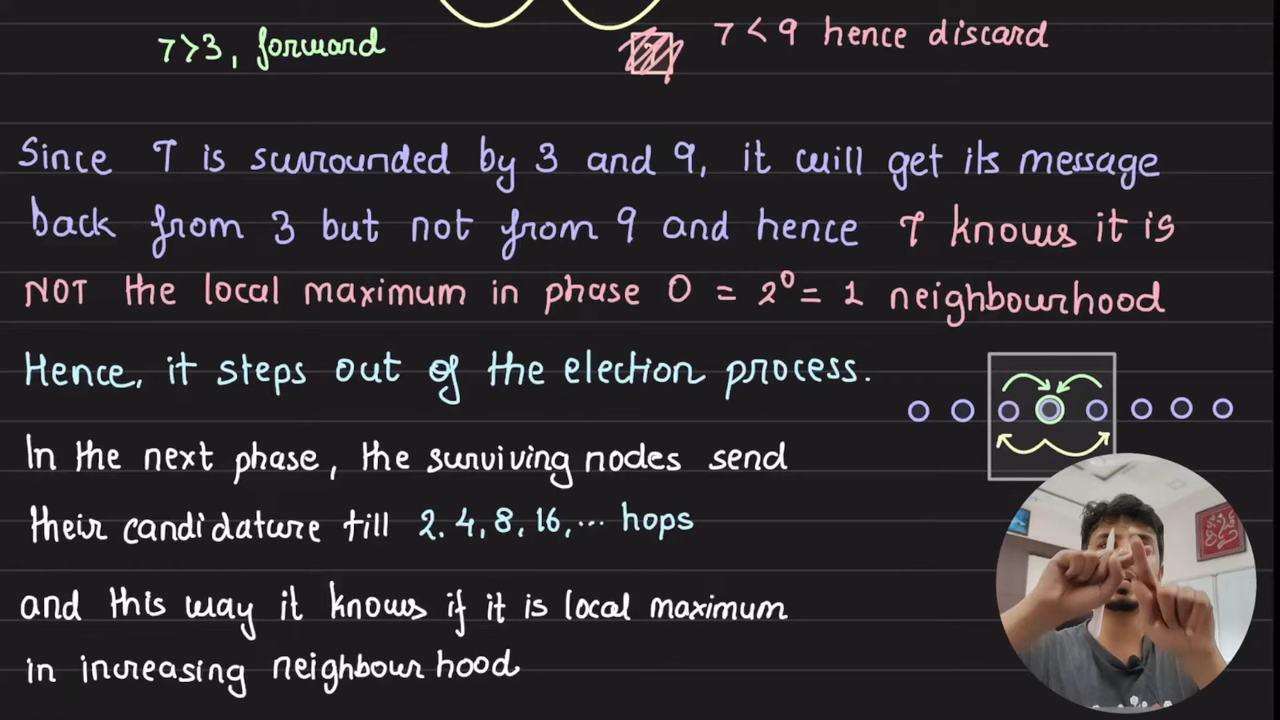 7>3, forward
7 < 9 hence discard
Since 7 is surrounded by 3 and 9, it will get its message
back from 3 but not from 9 and hence 7 knows it is
NOT the local maximum in phase 0 = 2⁰ = 1 neighbourhood
Hence, it steps out of the election process.
In the next phase, the surviving nodes send
their candidature till 2, 4, 8, 16, ... hops
and this way it knows if it is local maximum
in increasing neighbourhood